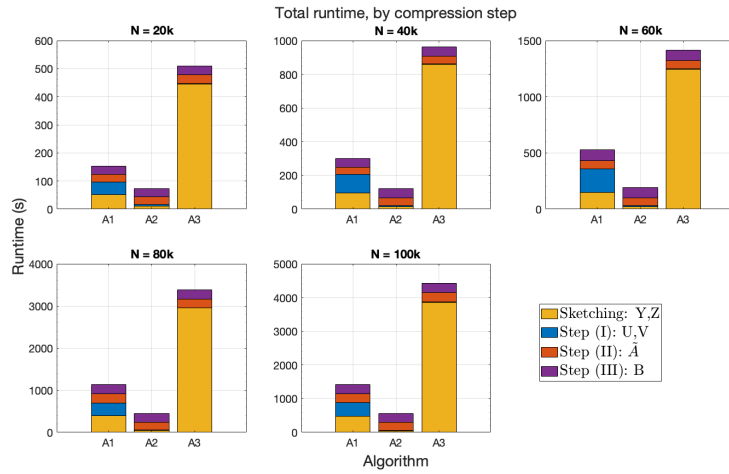 Total runtime, by compression step
N = 20k
600
500
400
300
200
100
0
A1 A2 A3
N = 40k
1000
800
600
400
200
0
A1 A2 A3
N = 60k
1500
1000
500
0
A1 A2 A3
Runtime (s)
N = 80k
4000
3000
2000
1000
0
A1 A2 A3
N = 100k
5000
4000
3000
2000
1000
0
A1 A2 A3
Algorithm
Sketching: Y,Z
Step (I): U,V
Step (II): Ã
Step (III): B